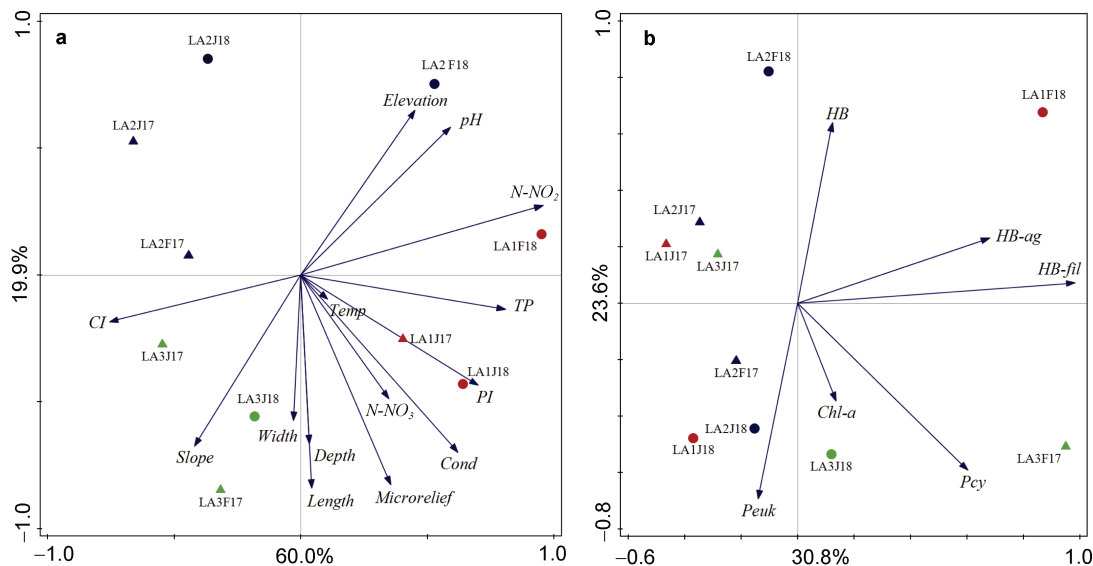 a
1.0
19.9%
−1.0
−1.0
60.0%
1.0
LA2J18
LA2 F18
Elevation
pH
LA2J17
N-NO2
LA2F17
LA1F18
CI
Temp
TP
LA3J17
LA1J17
LA1J18
PI
LA3J18
N-NO3
Width
Slope
Depth
Cond
LA3F17
Length
Microrelief
b
1.0
23.6%
−0.8
−0.6
30.8%
1.0
LA2F18
LA1F18
HB
LA2J17
LA1J17
LA3J17
HB-ag
HB-fil
LA2F17
Chl-a
LA2J18
LA1J18
LA3J18
LA3F17
Pcy
Peuk